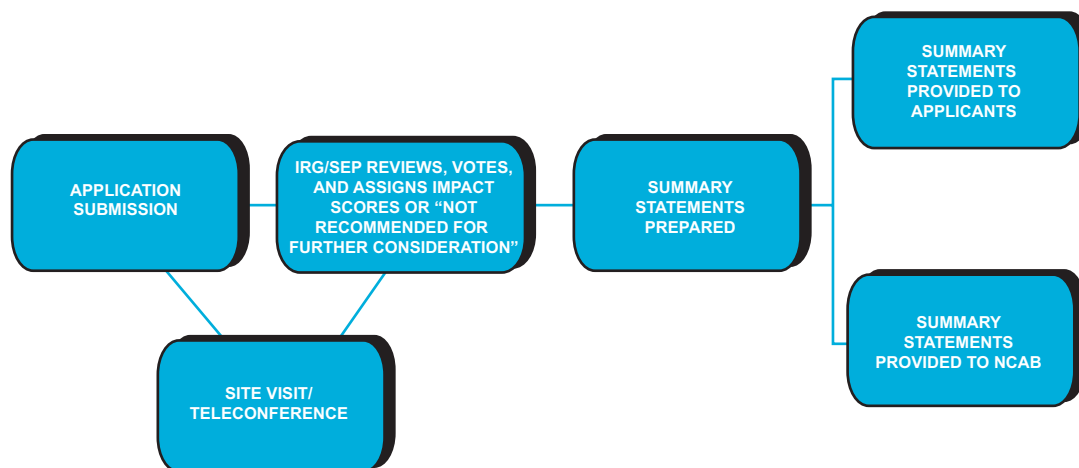 APPLICATION
SUBMISSION
IRG/SEP REVIEWS, VOTES,
AND ASSIGNS IMPACT
SCORES OR “NOT
RECOMMENDED FOR
FURTHER CONSIDERATION”
SITE VISIT/
TELECONFERENCE
SUMMARY
STATEMENTS
PREPARED
SUMMARY
STATEMENTS
PROVIDED TO
APPLICANTS
SUMMARY
STATEMENTS
PROVIDED TO NCAB